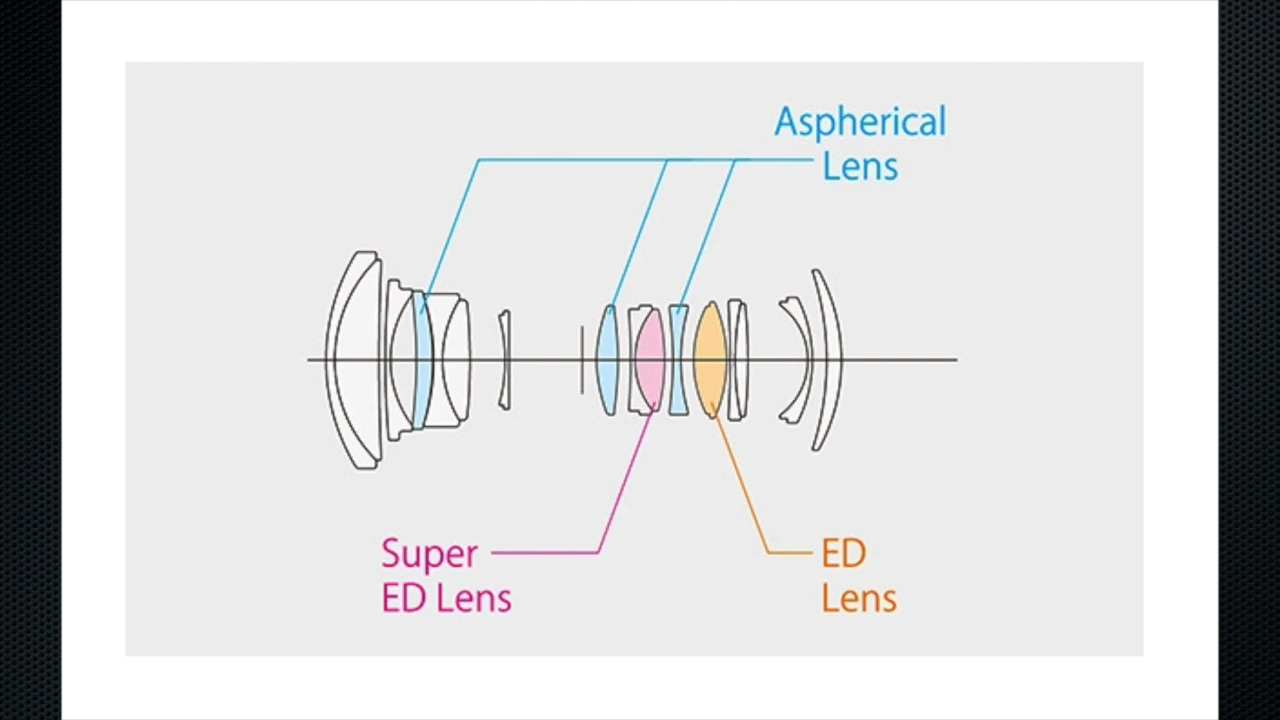 Aspherical
Lens
Super
ED Lens
ED
Lens